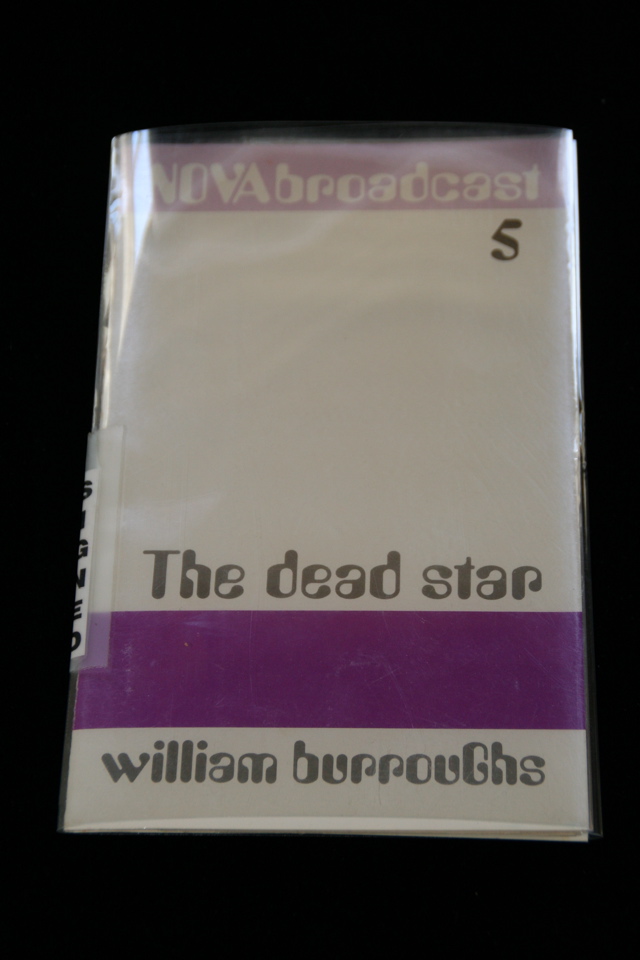 NOVAbroadcast
5
The dead star
william burroughs